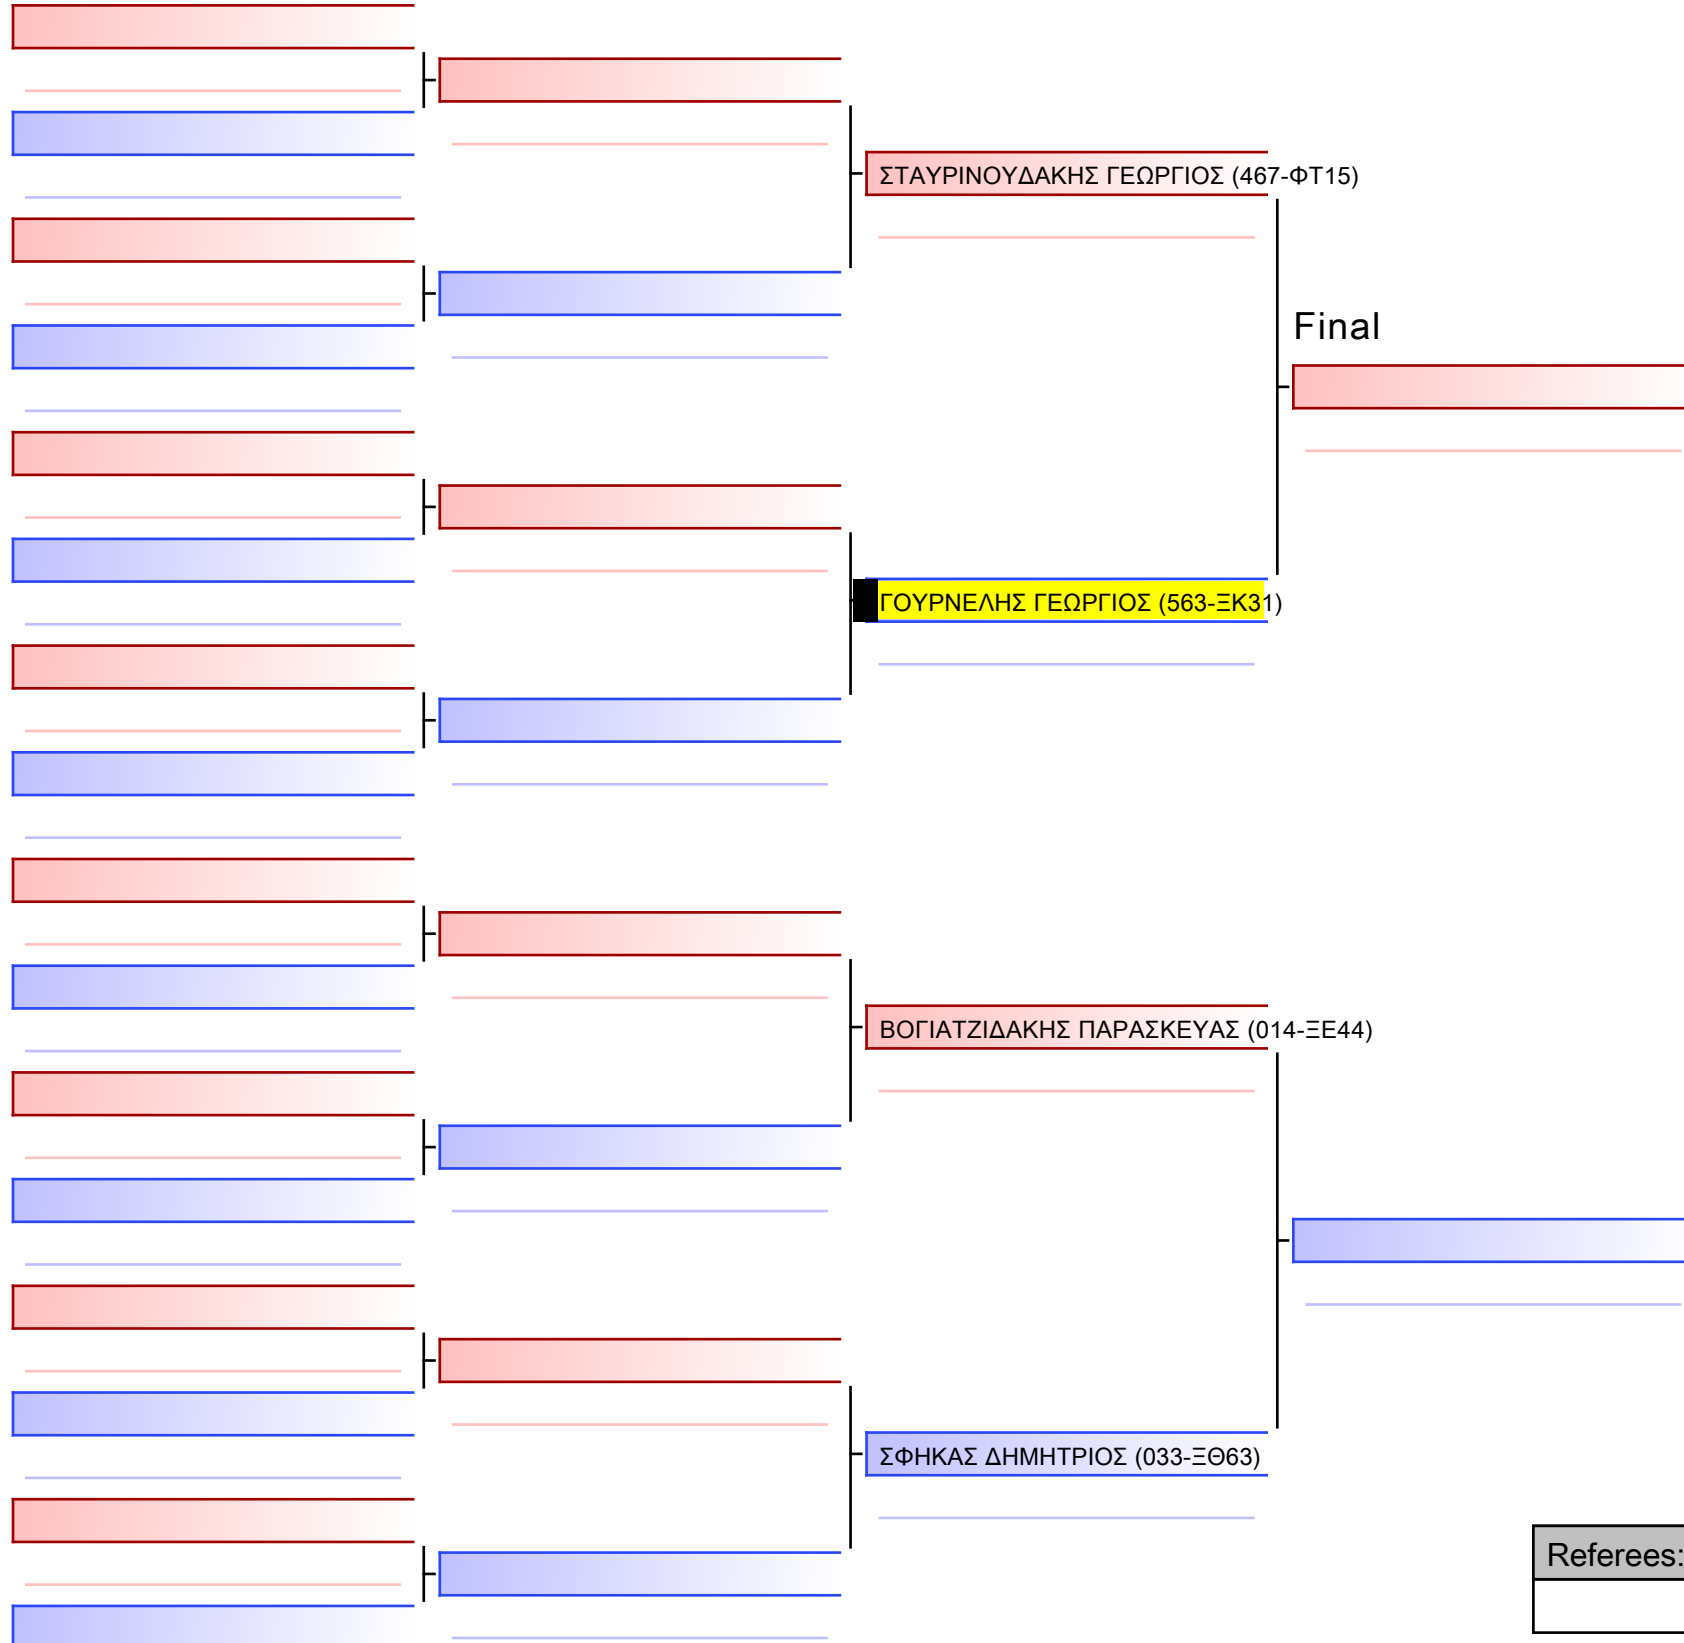 ΣΤΑΥΡΙΝΟΥΔΑΚΗΣ ΓΕΩΡΓΙΟΣ (467-ΦΤ15)
Final
ΓΟΥΡΝΕΛΗΣ ΓΕΩΡΓΙΟΣ (563-ΞΚ31)
ΒΟΓΙΑΤΖΙΔΑΚΗΣ ΠΑΡΑΣΚΕΥΑΣ (014-ΞΕ44)
ΣΦΗΚΑΣ ΔΗΜΗΤΡΙΟΣ (033-ΞΘ63)
Referees: